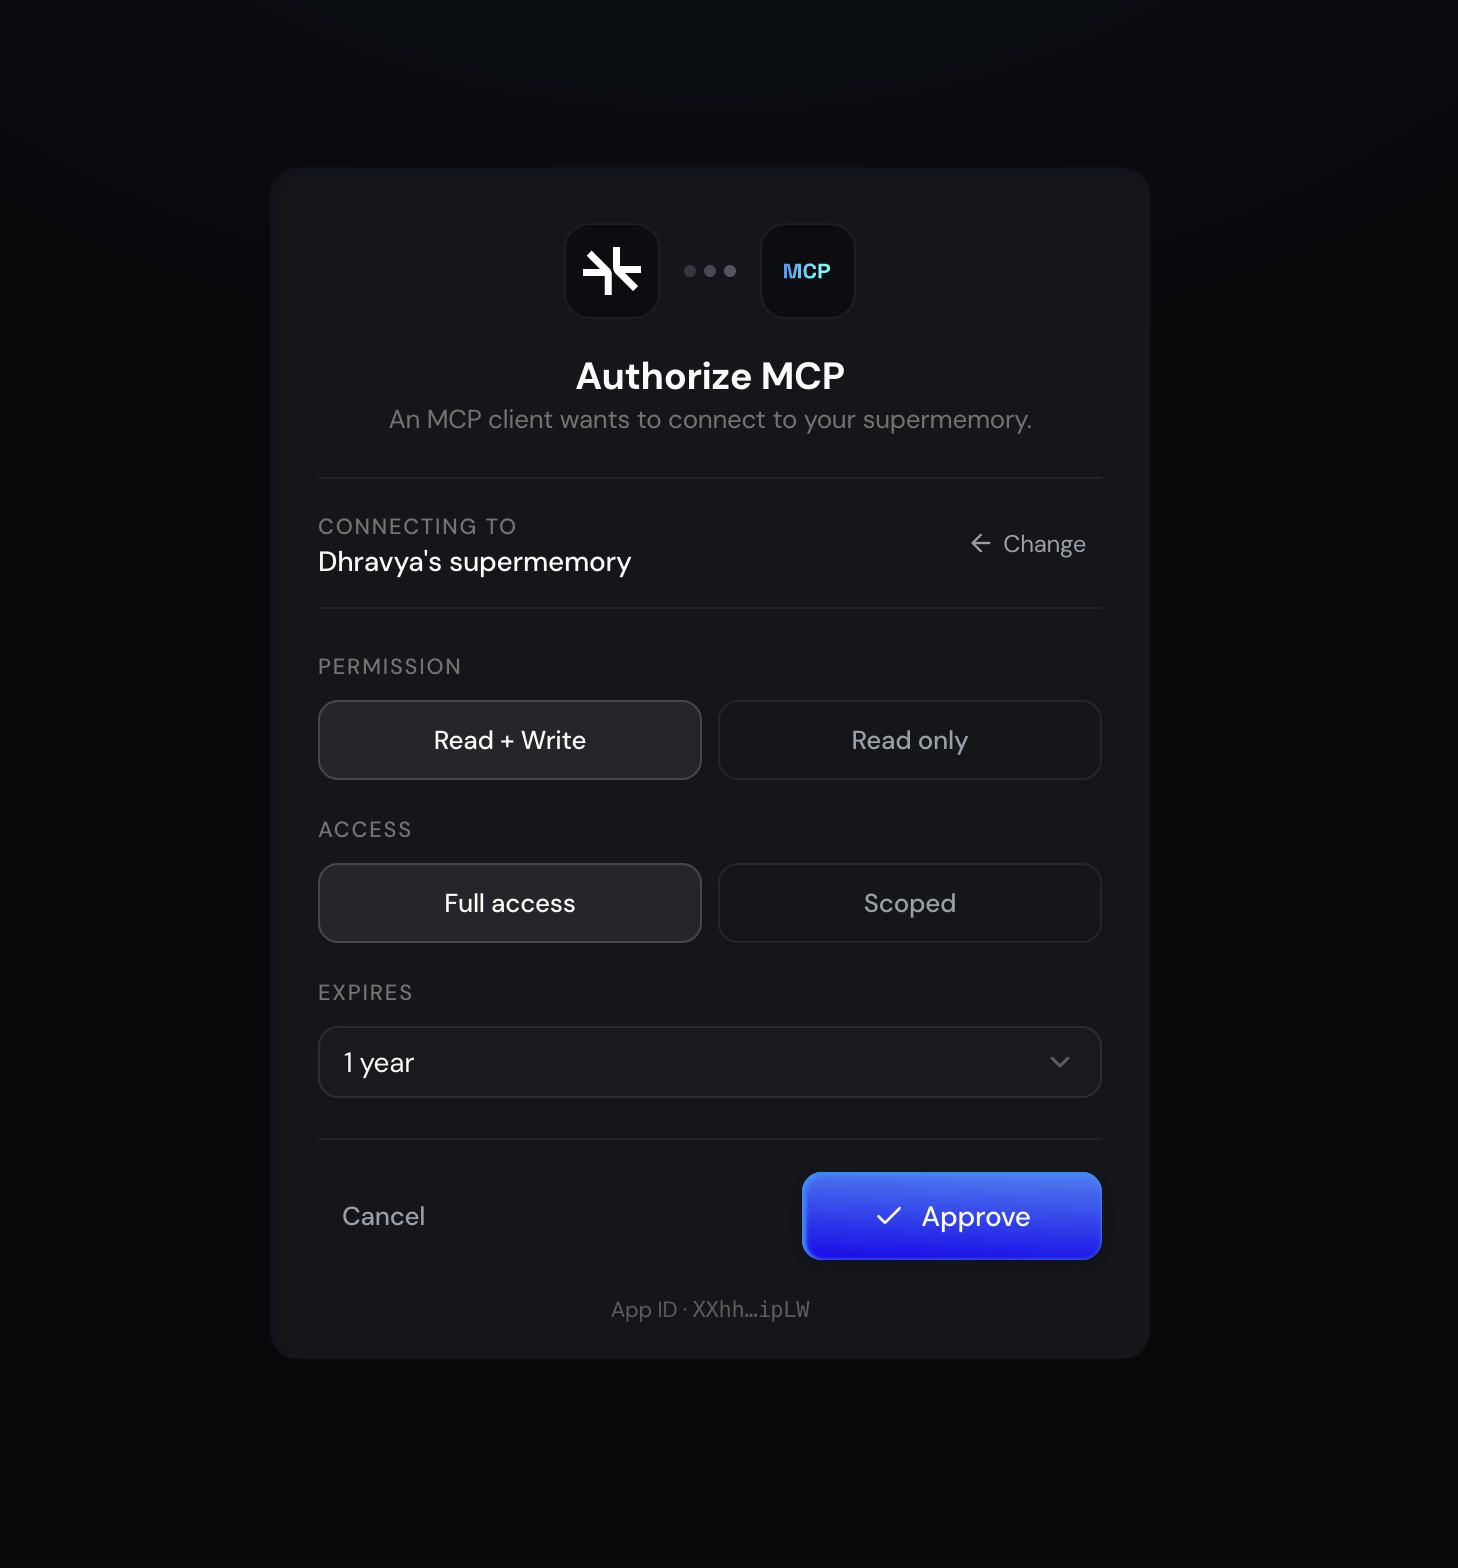 MCP
Authorize MCP
An MCP client wants to connect to your supermemory.
CONNECTING TO
Dhravya's supermemory
← Change
PERMISSION
Read + Write
Read only
ACCESS
Full access
Scoped
EXPIRES
1 year
Cancel
Approve
App ID · XXhh…ipLW